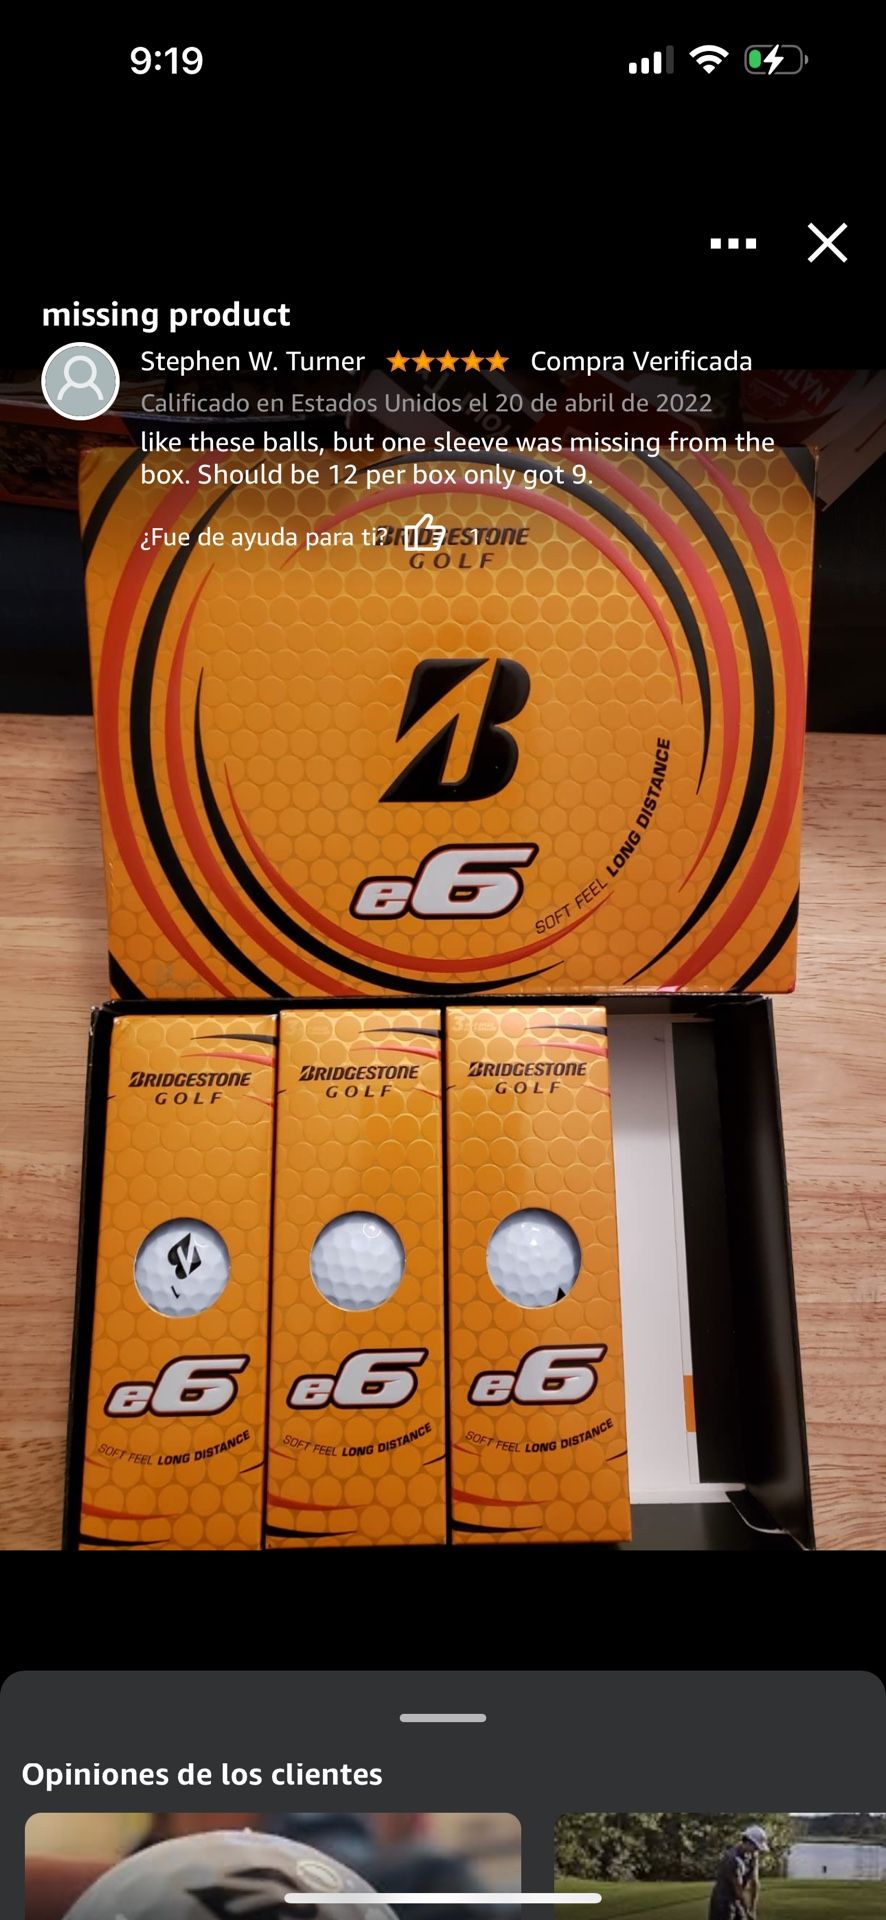 9:19
missing product
Stephen W. Turner Compra Verificada
Calificado en Estados Unidos el 20 de abril de 2022
like these balls, but one sleeve was missing from the
box. Should be 12 per box only got 9.
¿Fue de ayuda para ti? 1
BRIDGESTONE
GOLF
B
e6
SOFT FEEL LONG DISTANCE
BRIDGESTONE
GOLF
e6
SOFT FEEL LONG DISTANCE
BRIDGESTONE
GOLF
e6
SOFT FEEL LONG DISTANCE
BRIDGESTONE
GOLF
e6
SOFT FEEL LONG DISTANCE
Opiniones de los clientes